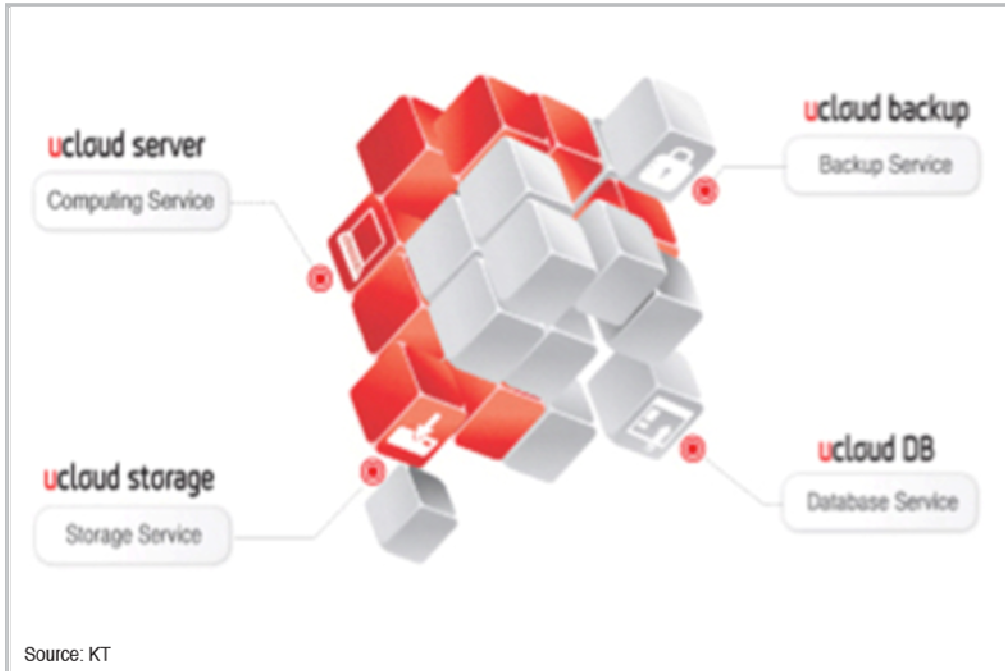 ucloud server
Computing Service
ucloud backup
Backup Service
ucloud storage
Storage Service
ucloud DB
Database Service
Source: KT